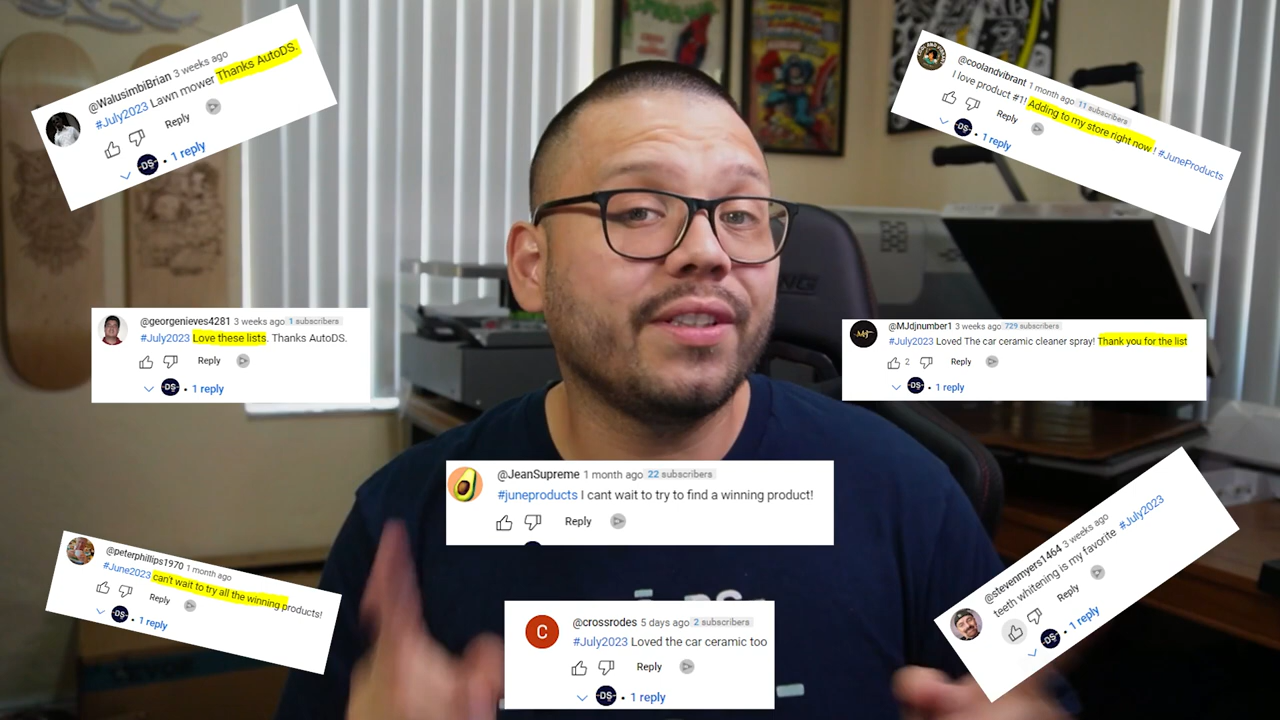 @WalusimbiBrian 3 weeks ago
#July2023 Lawn mower Thanks AutoDS.
Reply
1 reply
@coolandvibrant 1 month ago 11 subscribers
I love product #1! Adding to my store right now ! #JuneProducts
Reply
1 reply
@georgenieves4281 3 weeks ago 1 subscribers
#July2023 Love these lists. Thanks AutoDS.
Reply
1 reply
@MJdjnumber1 3 weeks ago 729 subscribers
#July2023 Loved The car ceramic cleaner spray! Thank you for the list
2 Reply
1 reply
@JeanSupreme 1 month ago 22 subscribers
#juneproducts I cant wait to try to find a winning product!
Reply
@peterphillips1970 1 month ago
#June2023 can't wait to try all the winning products!
Reply
1 reply
@crossrodes 5 days ago 2 subscribers
#July2023 Loved the car ceramic too
Reply
1 reply
@stevenmyers1464 3 weeks ago
teeth whitening is my favorite #July2023
Reply
1 reply